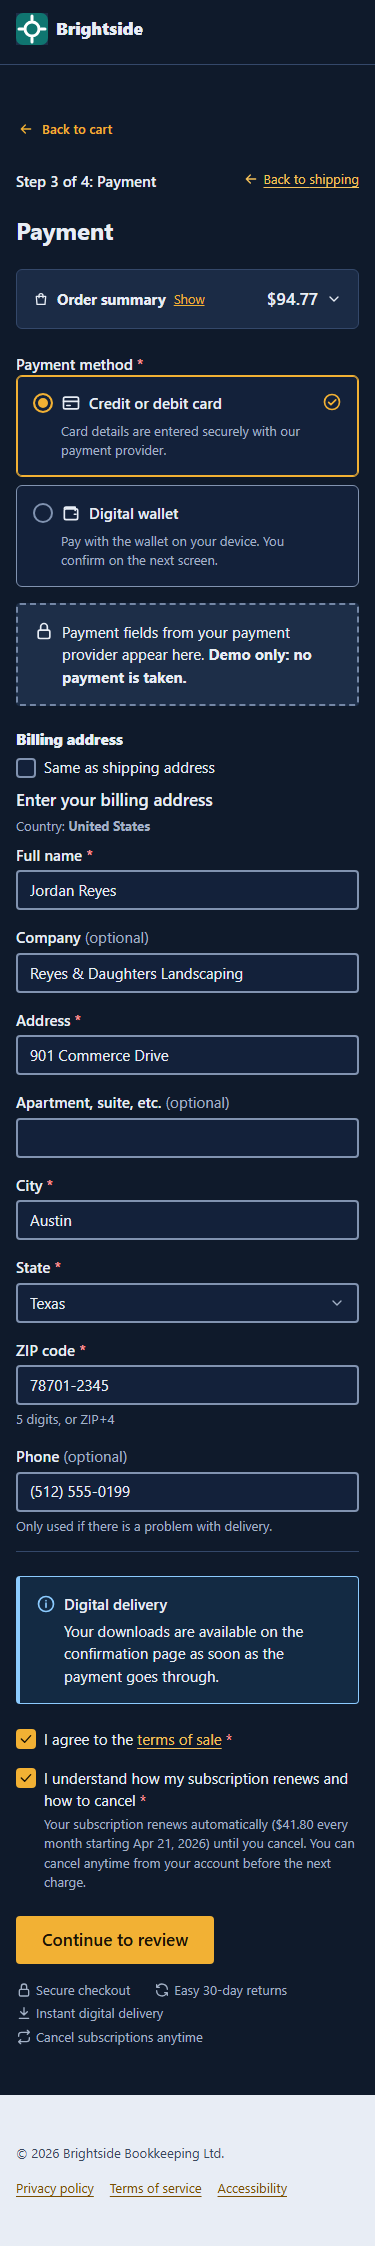 Brightside
Back to cart
Step 3 of 4: Payment
Back to shipping
Payment
Order summary Show $94.77
Payment method *
Credit or debit card
Card details are entered securely with our
payment provider.
Digital wallet
Pay with the wallet on your device. You
confirm on the next screen.
Payment fields from your payment
provider appear here. Demo only: no
payment is taken.
Billing address
Same as shipping address
Enter your billing address
Country: United States
Full name *
Jordan Reyes
Company (optional)
Reyes & Daughters Landscaping
Address *
901 Commerce Drive
Apartment, suite, etc. (optional)
City *
Austin
State *
Texas
ZIP code *
78701-2345
5 digits, or ZIP+4
Phone (optional)
(512) 555-0199
Only used if there is a problem with delivery.
Digital delivery
Your downloads are available on the
confirmation page as soon as the
payment goes through.
I agree to the terms of sale *
I understand how my subscription renews and
how to cancel *
Your subscription renews automatically ($41.80 every
month starting Apr 21, 2026) until you cancel. You can
cancel anytime from your account before the next
charge.
Continue to review
Secure checkout Easy 30-day returns
Instant digital delivery
Cancel subscriptions anytime
© 2026 Brightside Bookkeeping Ltd.
Privacy policy Terms of service Accessibility